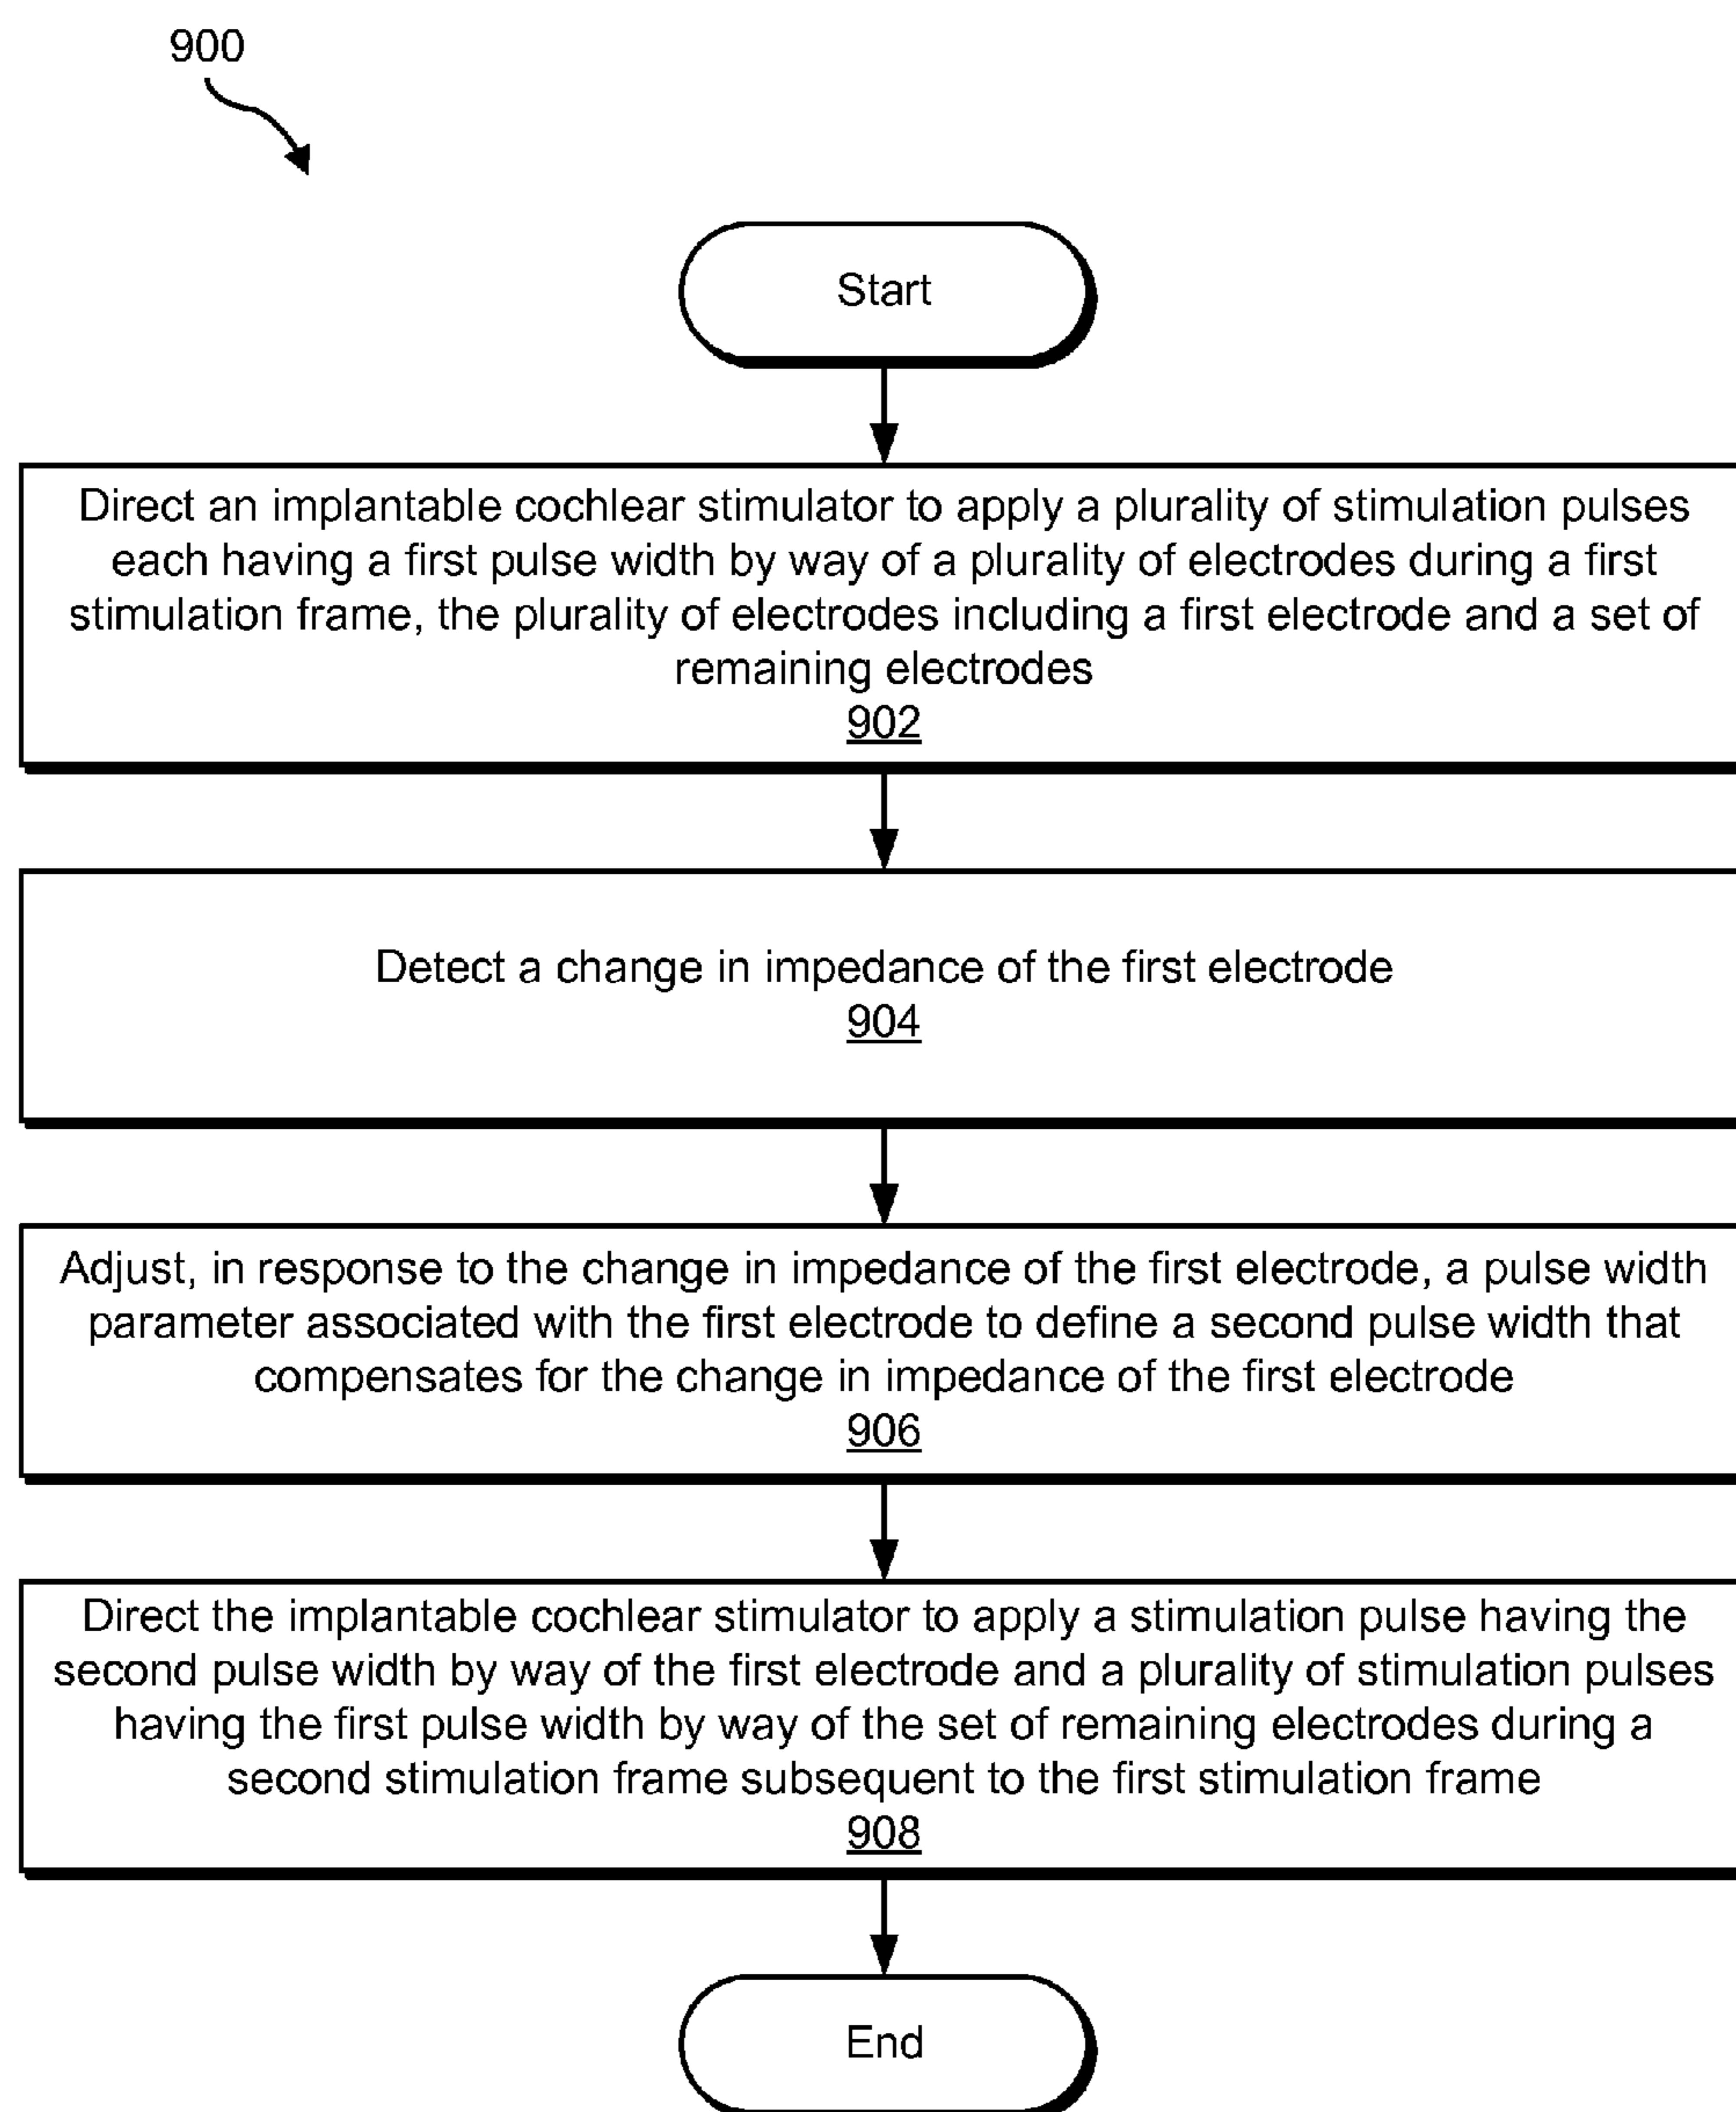 900
Start
Direct an implantable cochlear stimulator to apply a plurality of stimulation pulses
each having a first pulse width by way of a plurality of electrodes during a first
stimulation frame, the plurality of electrodes including a first electrode and a set of
remaining electrodes
902
Detect a change in impedance of the first electrode
904
Adjust, in response to the change in impedance of the first electrode, a pulse width
parameter associated with the first electrode to define a second pulse width that
compensates for the change in impedance of the first electrode
906
Direct the implantable cochlear stimulator to apply a stimulation pulse having the
second pulse width by way of the first electrode and a plurality of stimulation pulses
having the first pulse width by way of the set of remaining electrodes during a
second stimulation frame subsequent to the first stimulation frame
908
End